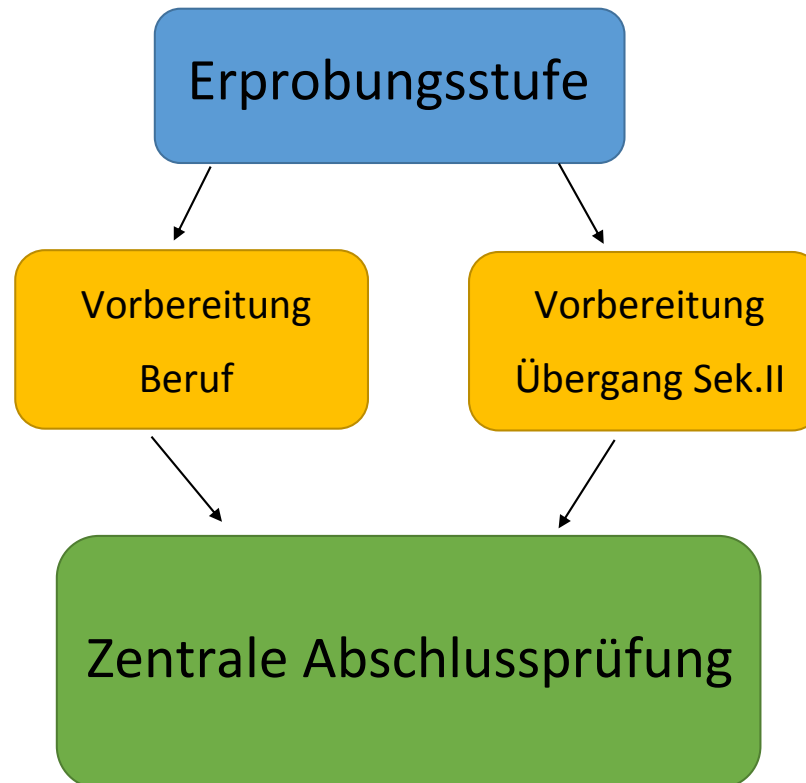 Erprobungsstufe
Vorbereitung
Beruf
Vorbereitung
Übergang Sek.II
Zentrale Abschlussprüfung